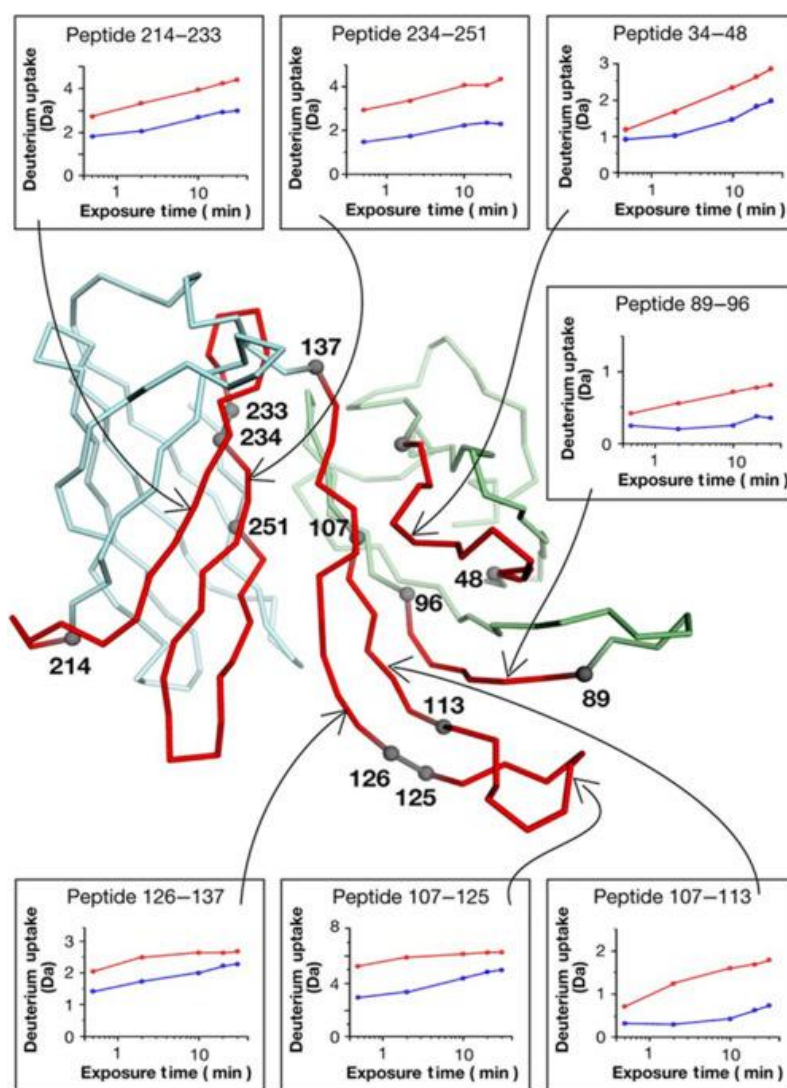 Peptide 214–233
Deuterium uptake
(Da)
4
2
0
1
10
Exposure time ( min)
Peptide 234–251
Deuterium uptake
(Da)
4
2
0
1
10
Exposure time ( min)
Peptide 34–48
Deuterium uptake
(Da)
3
2
1
0
1
10
Exposure time ( min)
Peptide 89–96
Deuterium uptake
(Da)
1
0
1
10
Exposure time ( min)
137
233
234
251
107
48
96
214
89
113
126
125
Peptide 126–137
Deuterium uptake
(Da)
3
2
1
0
1
10
Exposure time ( min)
Peptide 107–125
Deuterium uptake
(Da)
8
4
0
1
10
Exposure time ( min)
Peptide 107–113
Deuterium uptake
(Da)
2
1
0
1
10
Exposure time ( min)